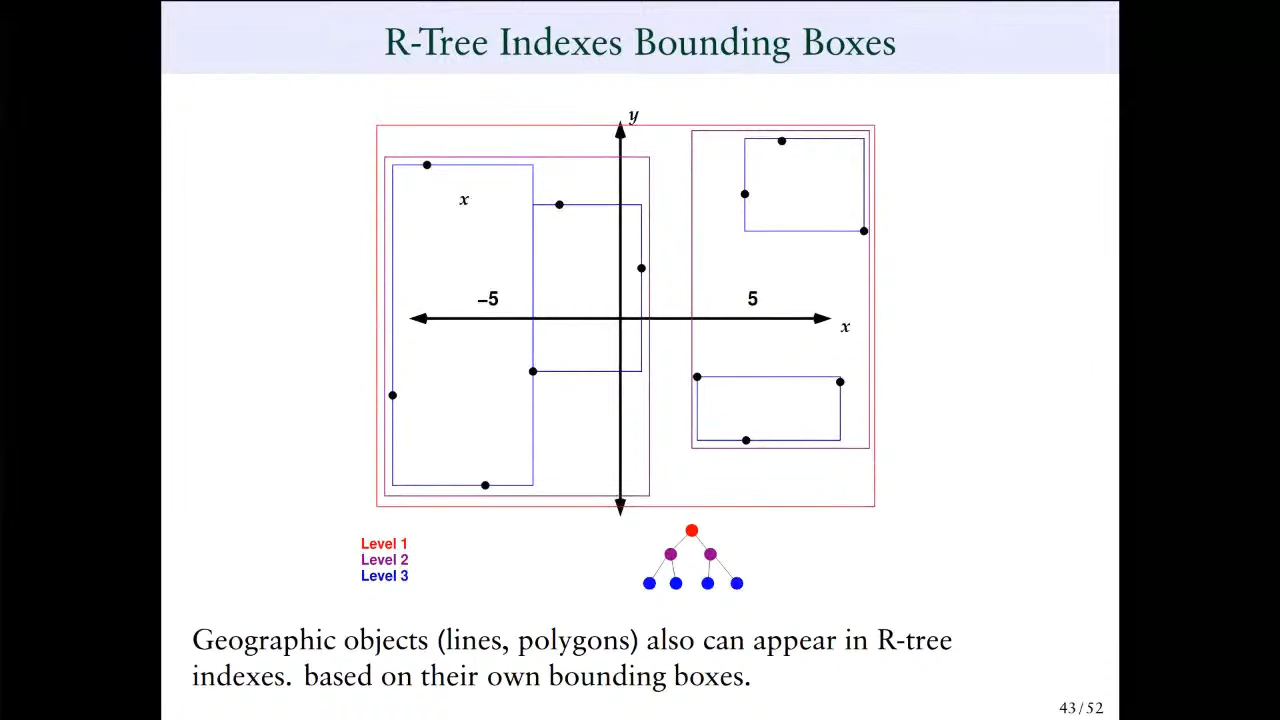 R-Tree Indexes Bounding Boxes
y
x
–5
5
x
Level 1
Level 2
Level 3
Geographic objects (lines, polygons) also can appear in R-tree
indexes. based on their own bounding boxes.
43/52